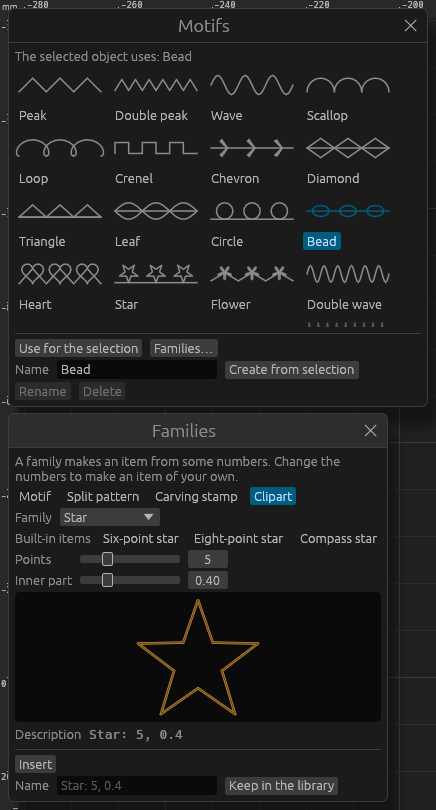 mm -280 -260 -240 -220 -200
Motifs
The selected object uses: Bead
Peak Double peak Wave Scallop
Loop Crenel Chevron Diamond
Triangle Leaf Circle Bead
Heart Star Flower Double wave
Use for the selection Families...
Name Bead Create from selection
Rename Delete
Families
A family makes an item from some numbers. Change the
numbers to make an item of your own.
Motif Split pattern Carving stamp Clipart
Family Star
Built-in items Six-point star Eight-point star Compass star
Points 5
Inner part 0.40
Description Star: 5, 0.4
Insert
Name Star: 5, 0.4 Keep in the library